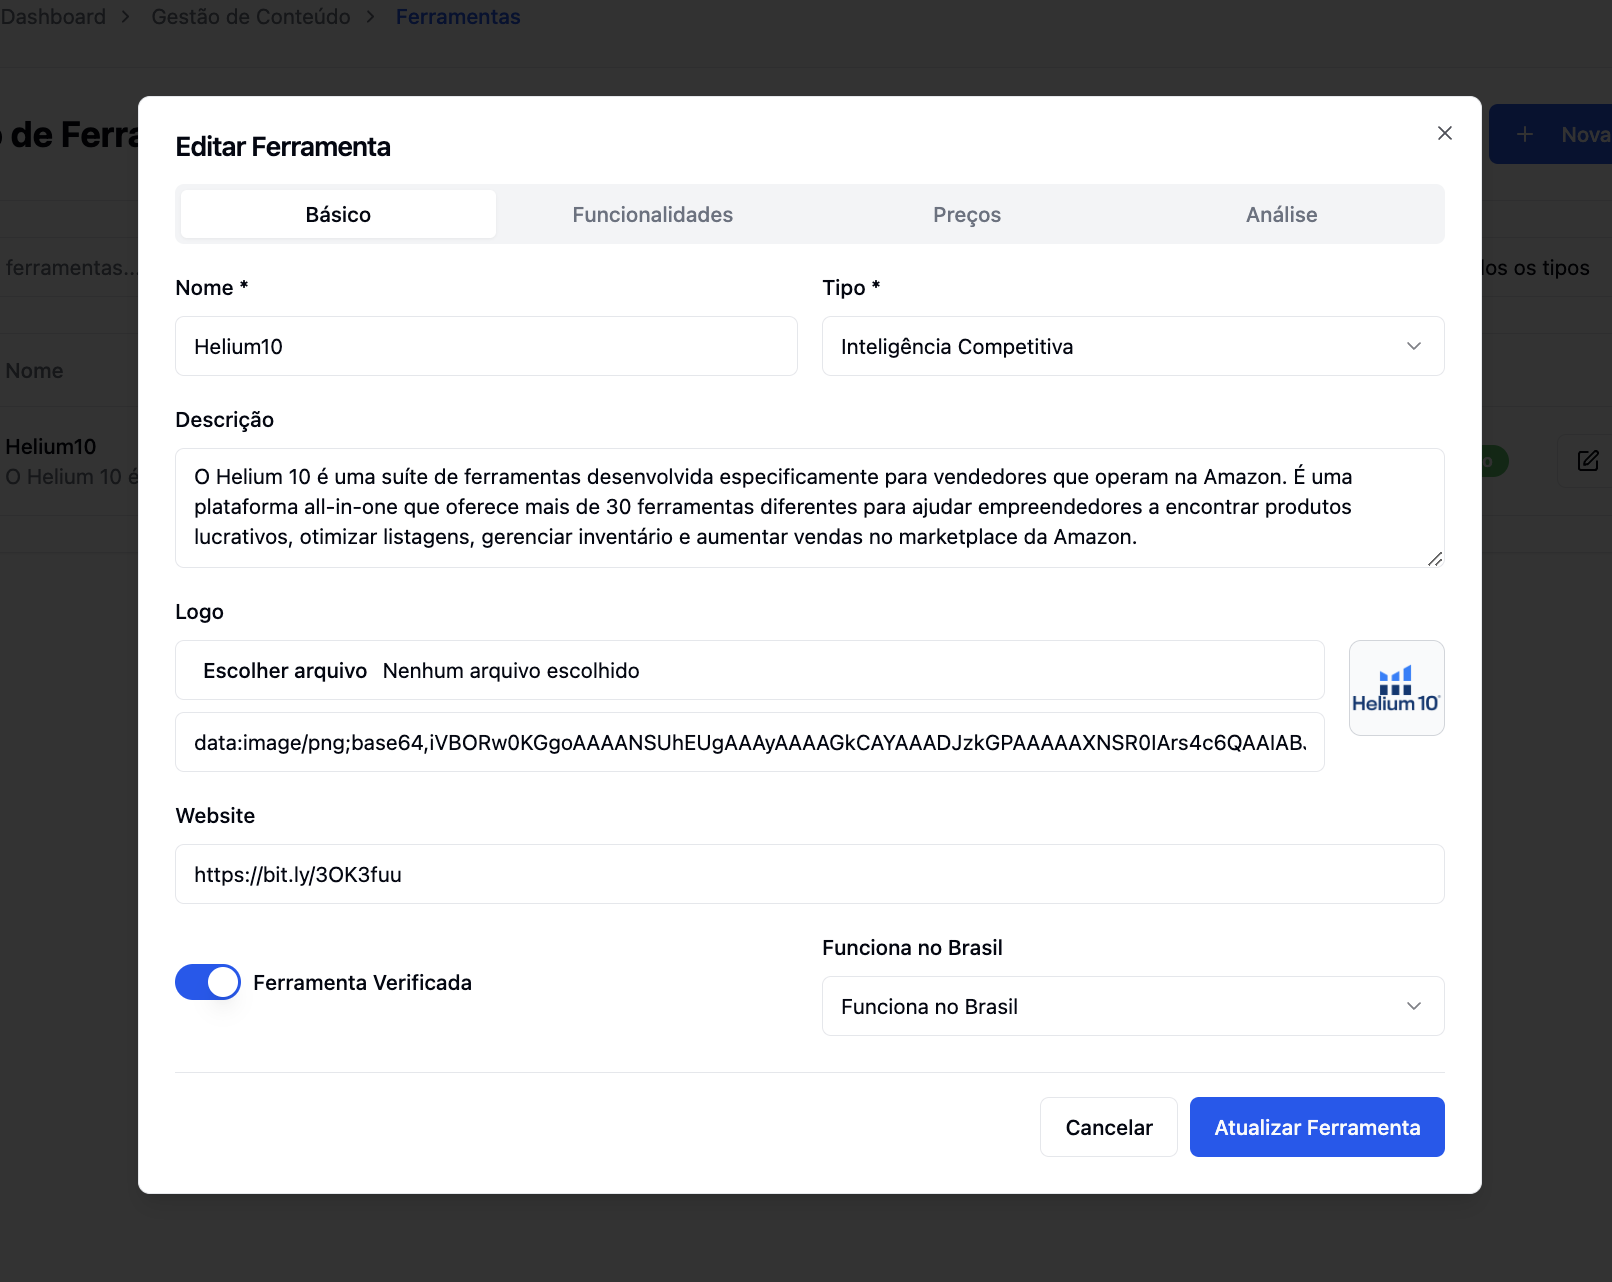 Dashboard > Gestão de Conteúdo > Ferramentas
de Ferra
+ Nova
Editar Ferramenta
Básico Funcionalidades Preços Análise
ferramentas... os tipos
Nome * Tipo *
Helium10 Inteligência Competitiva
Nome
Descrição
Helium10
O Helium 10 é
O Helium 10 é uma suíte de ferramentas desenvolvida especificamente para vendedores que operam na Amazon. É uma
plataforma all-in-one que oferece mais de 30 ferramentas diferentes para ajudar empreendedores a encontrar produtos
lucrativos, otimizar listagens, gerenciar inventário e aumentar vendas no marketplace da Amazon.
Logo
Escolher arquivo Nenhum arquivo escolhido
Helium 10
data:image/png;base64,iVBORw0KGgoAAAANSUhEUgAAAyAAAAGkCAYAAADJzkGPAAAAAXNSR0IArs4c6QAAIAB
Website
https://bit.ly/3OK3fuu
Funciona no Brasil
Ferramenta Verificada
Funciona no Brasil
Cancelar Atualizar Ferramenta